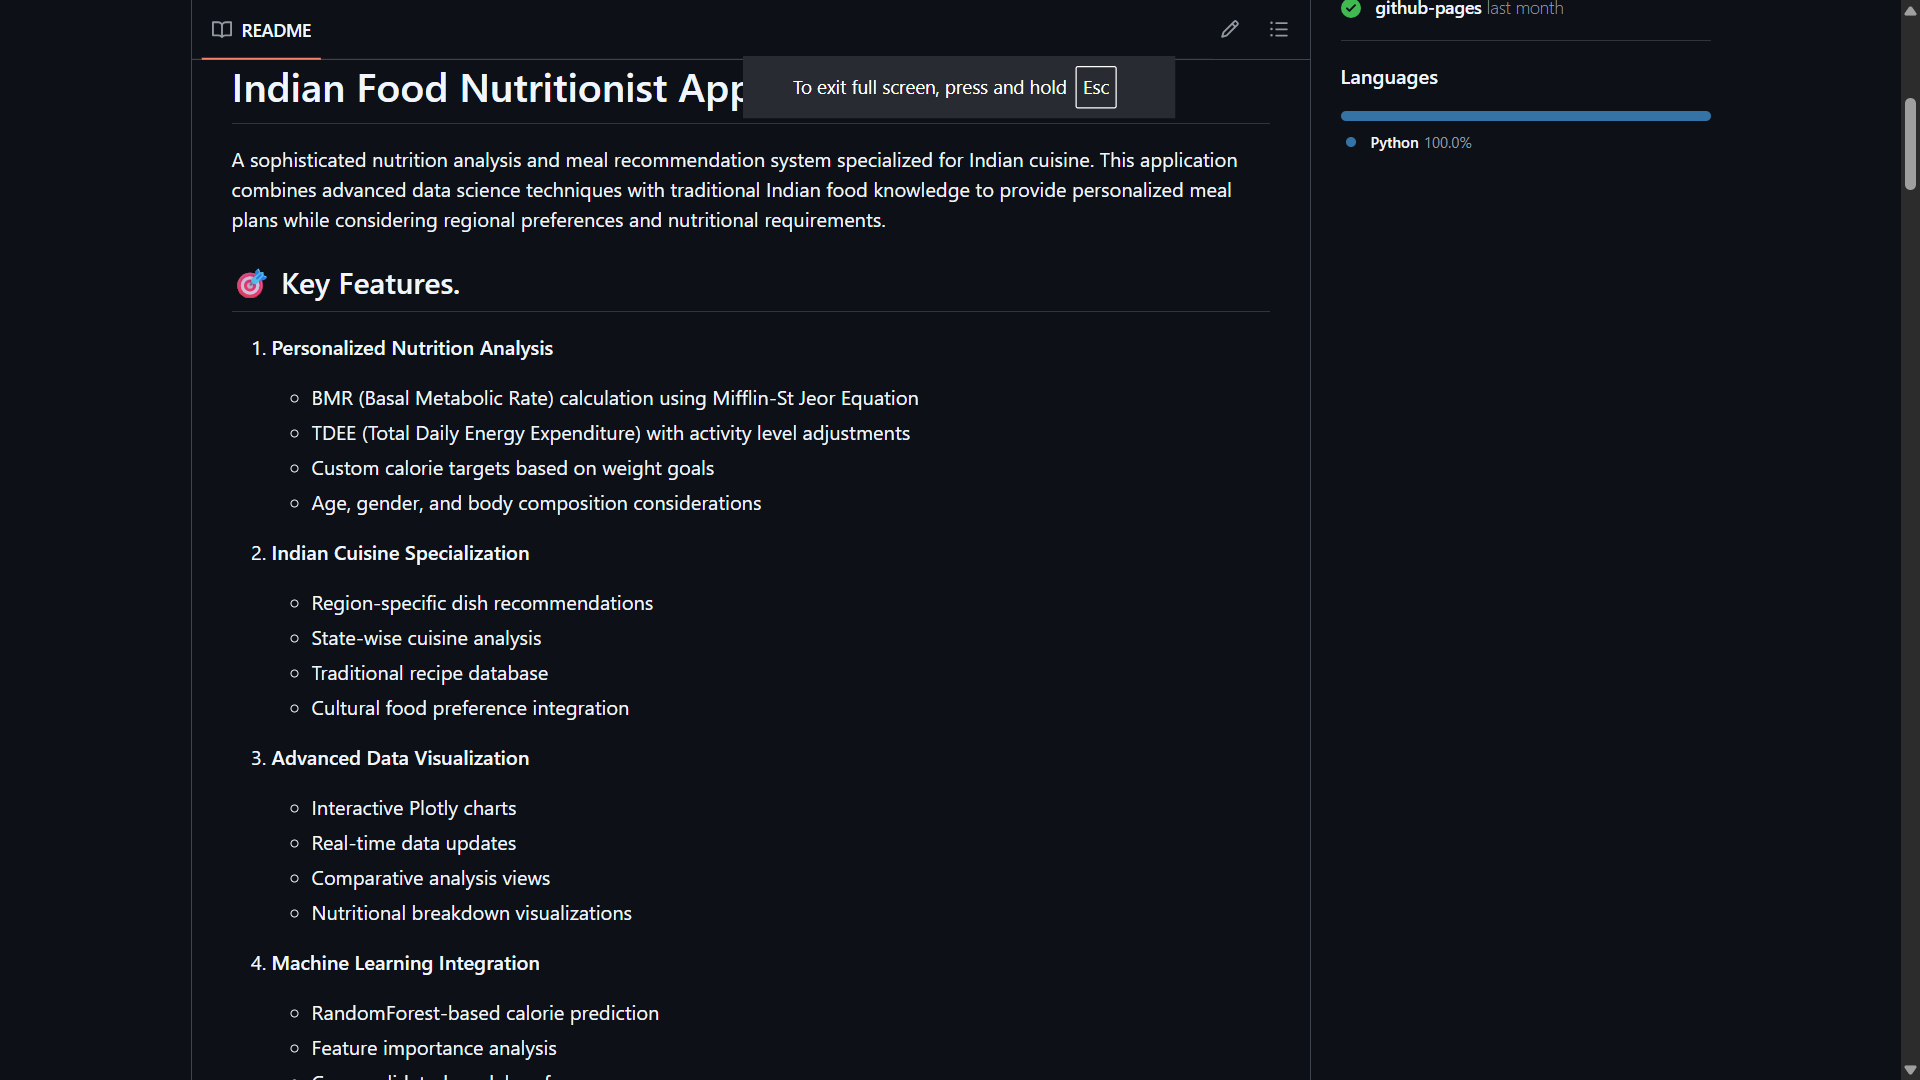 README
github-pages last month
To exit full screen, press and hold Esc
Indian Food Nutritionist App
Languages
Python 100.0%
A sophisticated nutrition analysis and meal recommendation system specialized for Indian cuisine. This application
combines advanced data science techniques with traditional Indian food knowledge to provide personalized meal
plans while considering regional preferences and nutritional requirements.
🎯 Key Features.
1. Personalized Nutrition Analysis
◦ BMR (Basal Metabolic Rate) calculation using Mifflin-St Jeor Equation
◦ TDEE (Total Daily Energy Expenditure) with activity level adjustments
◦ Custom calorie targets based on weight goals
◦ Age, gender, and body composition considerations
2. Indian Cuisine Specialization
◦ Region-specific dish recommendations
◦ State-wise cuisine analysis
◦ Traditional recipe database
◦ Cultural food preference integration
3. Advanced Data Visualization
◦ Interactive Plotly charts
◦ Real-time data updates
◦ Comparative analysis views
◦ Nutritional breakdown visualizations
4. Machine Learning Integration
◦ RandomForest-based calorie prediction
◦ Feature importance analysis